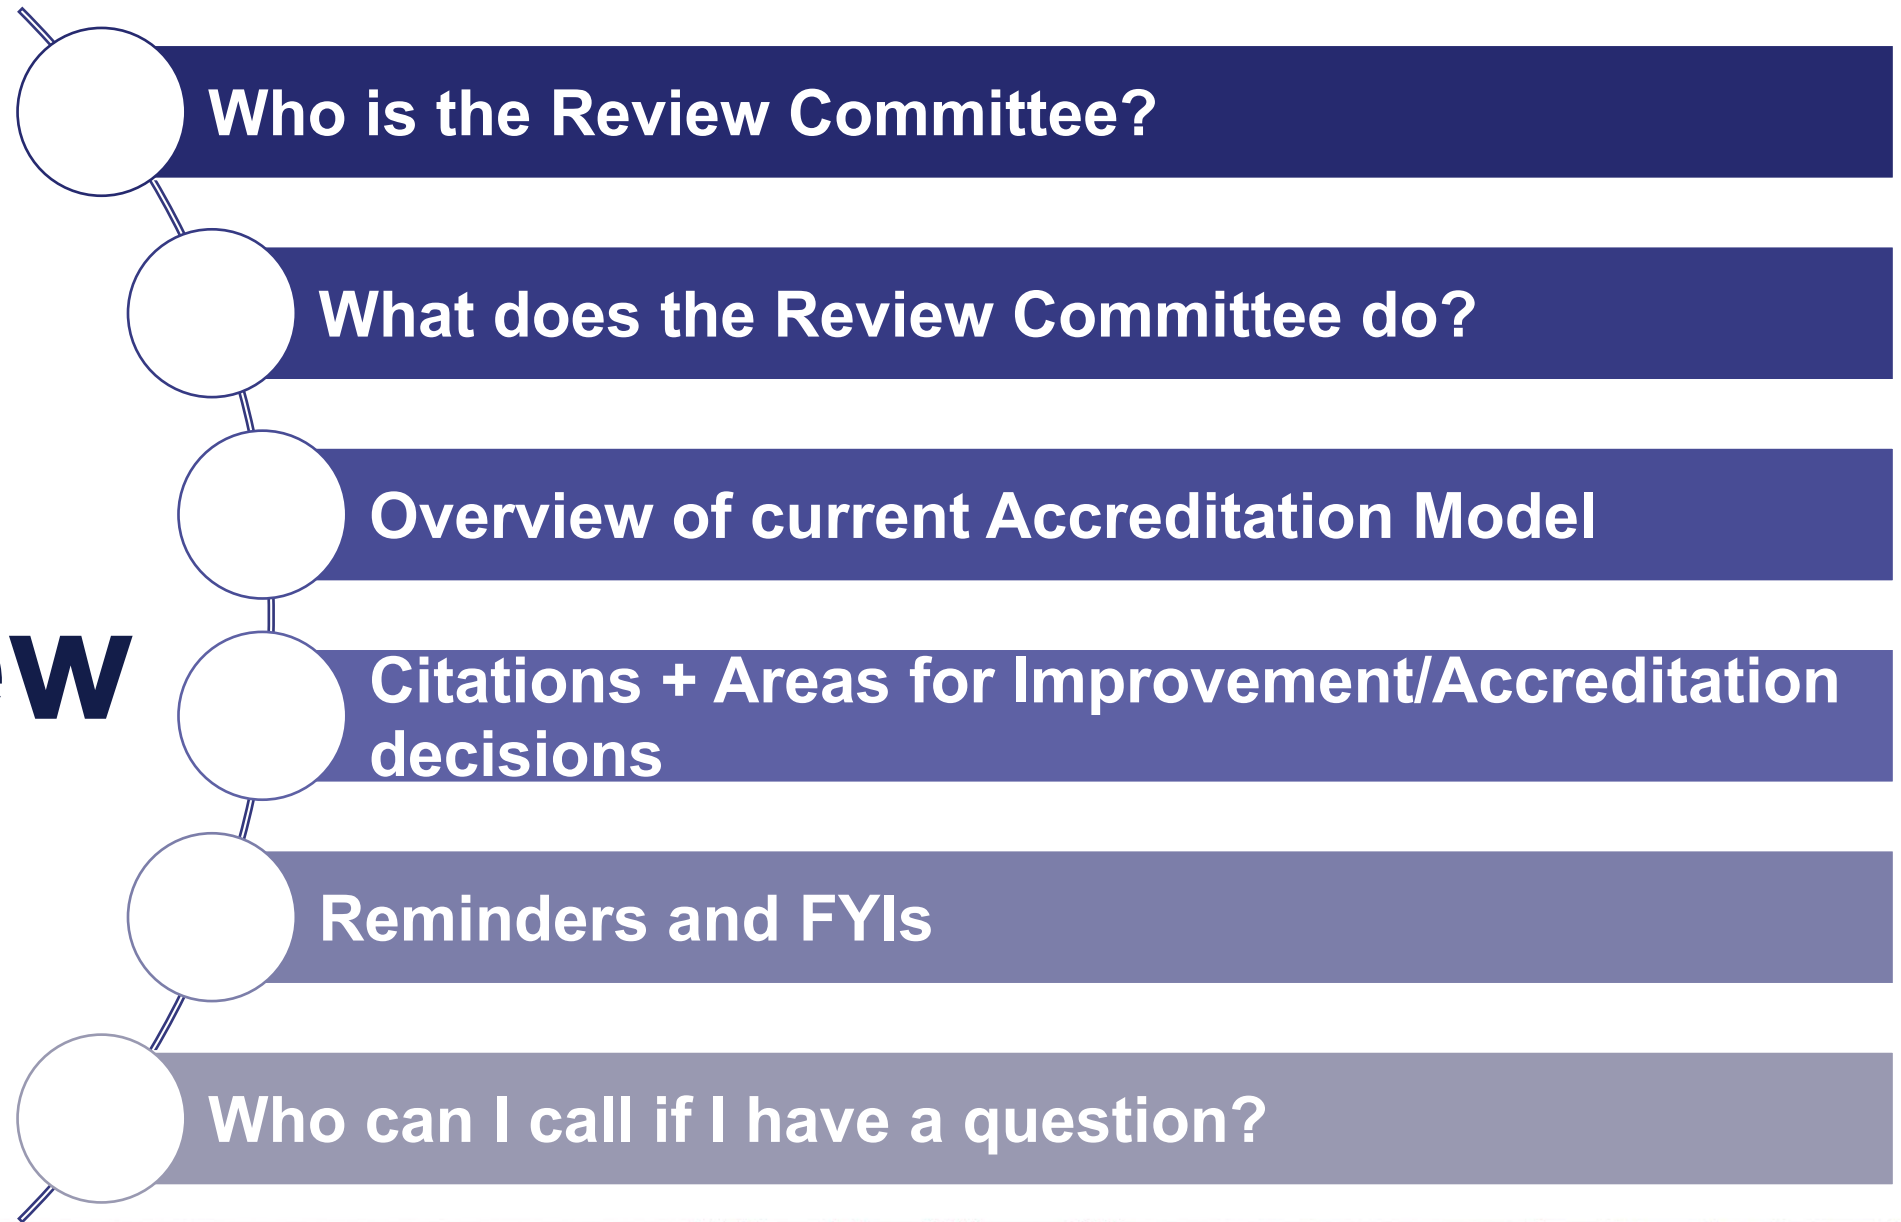 Who is the Review Committee?
What does the Review Committee do?
Overview of current Accreditation Model
Citations + Areas for Improvement/Accreditation
decisions
Reminders and FYIs
Who can I call if I have a question?